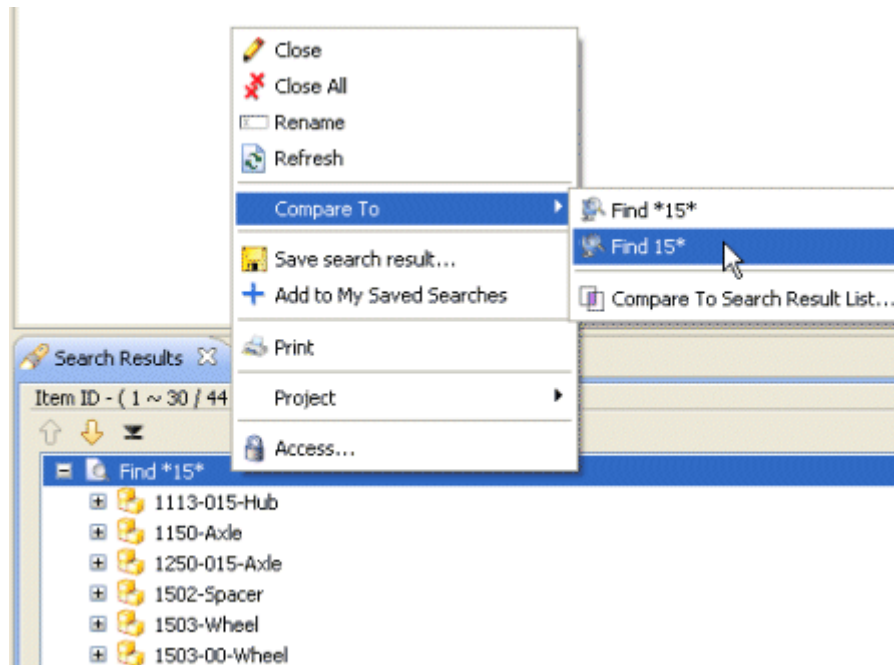 Close
Close All
Rename
Refresh
Compare To
Find *15*
Find 15*
Save search result...
Compare To Search Result List...
Add to My Saved Searches
Print
Project
Access...
Search Results
Item ID - ( 1 ~ 30 / 44
Find *15*
1113-015-Hub
1150-Axle
1250-015-Axle
1502-Spacer
1503-Wheel
1503-00-Wheel